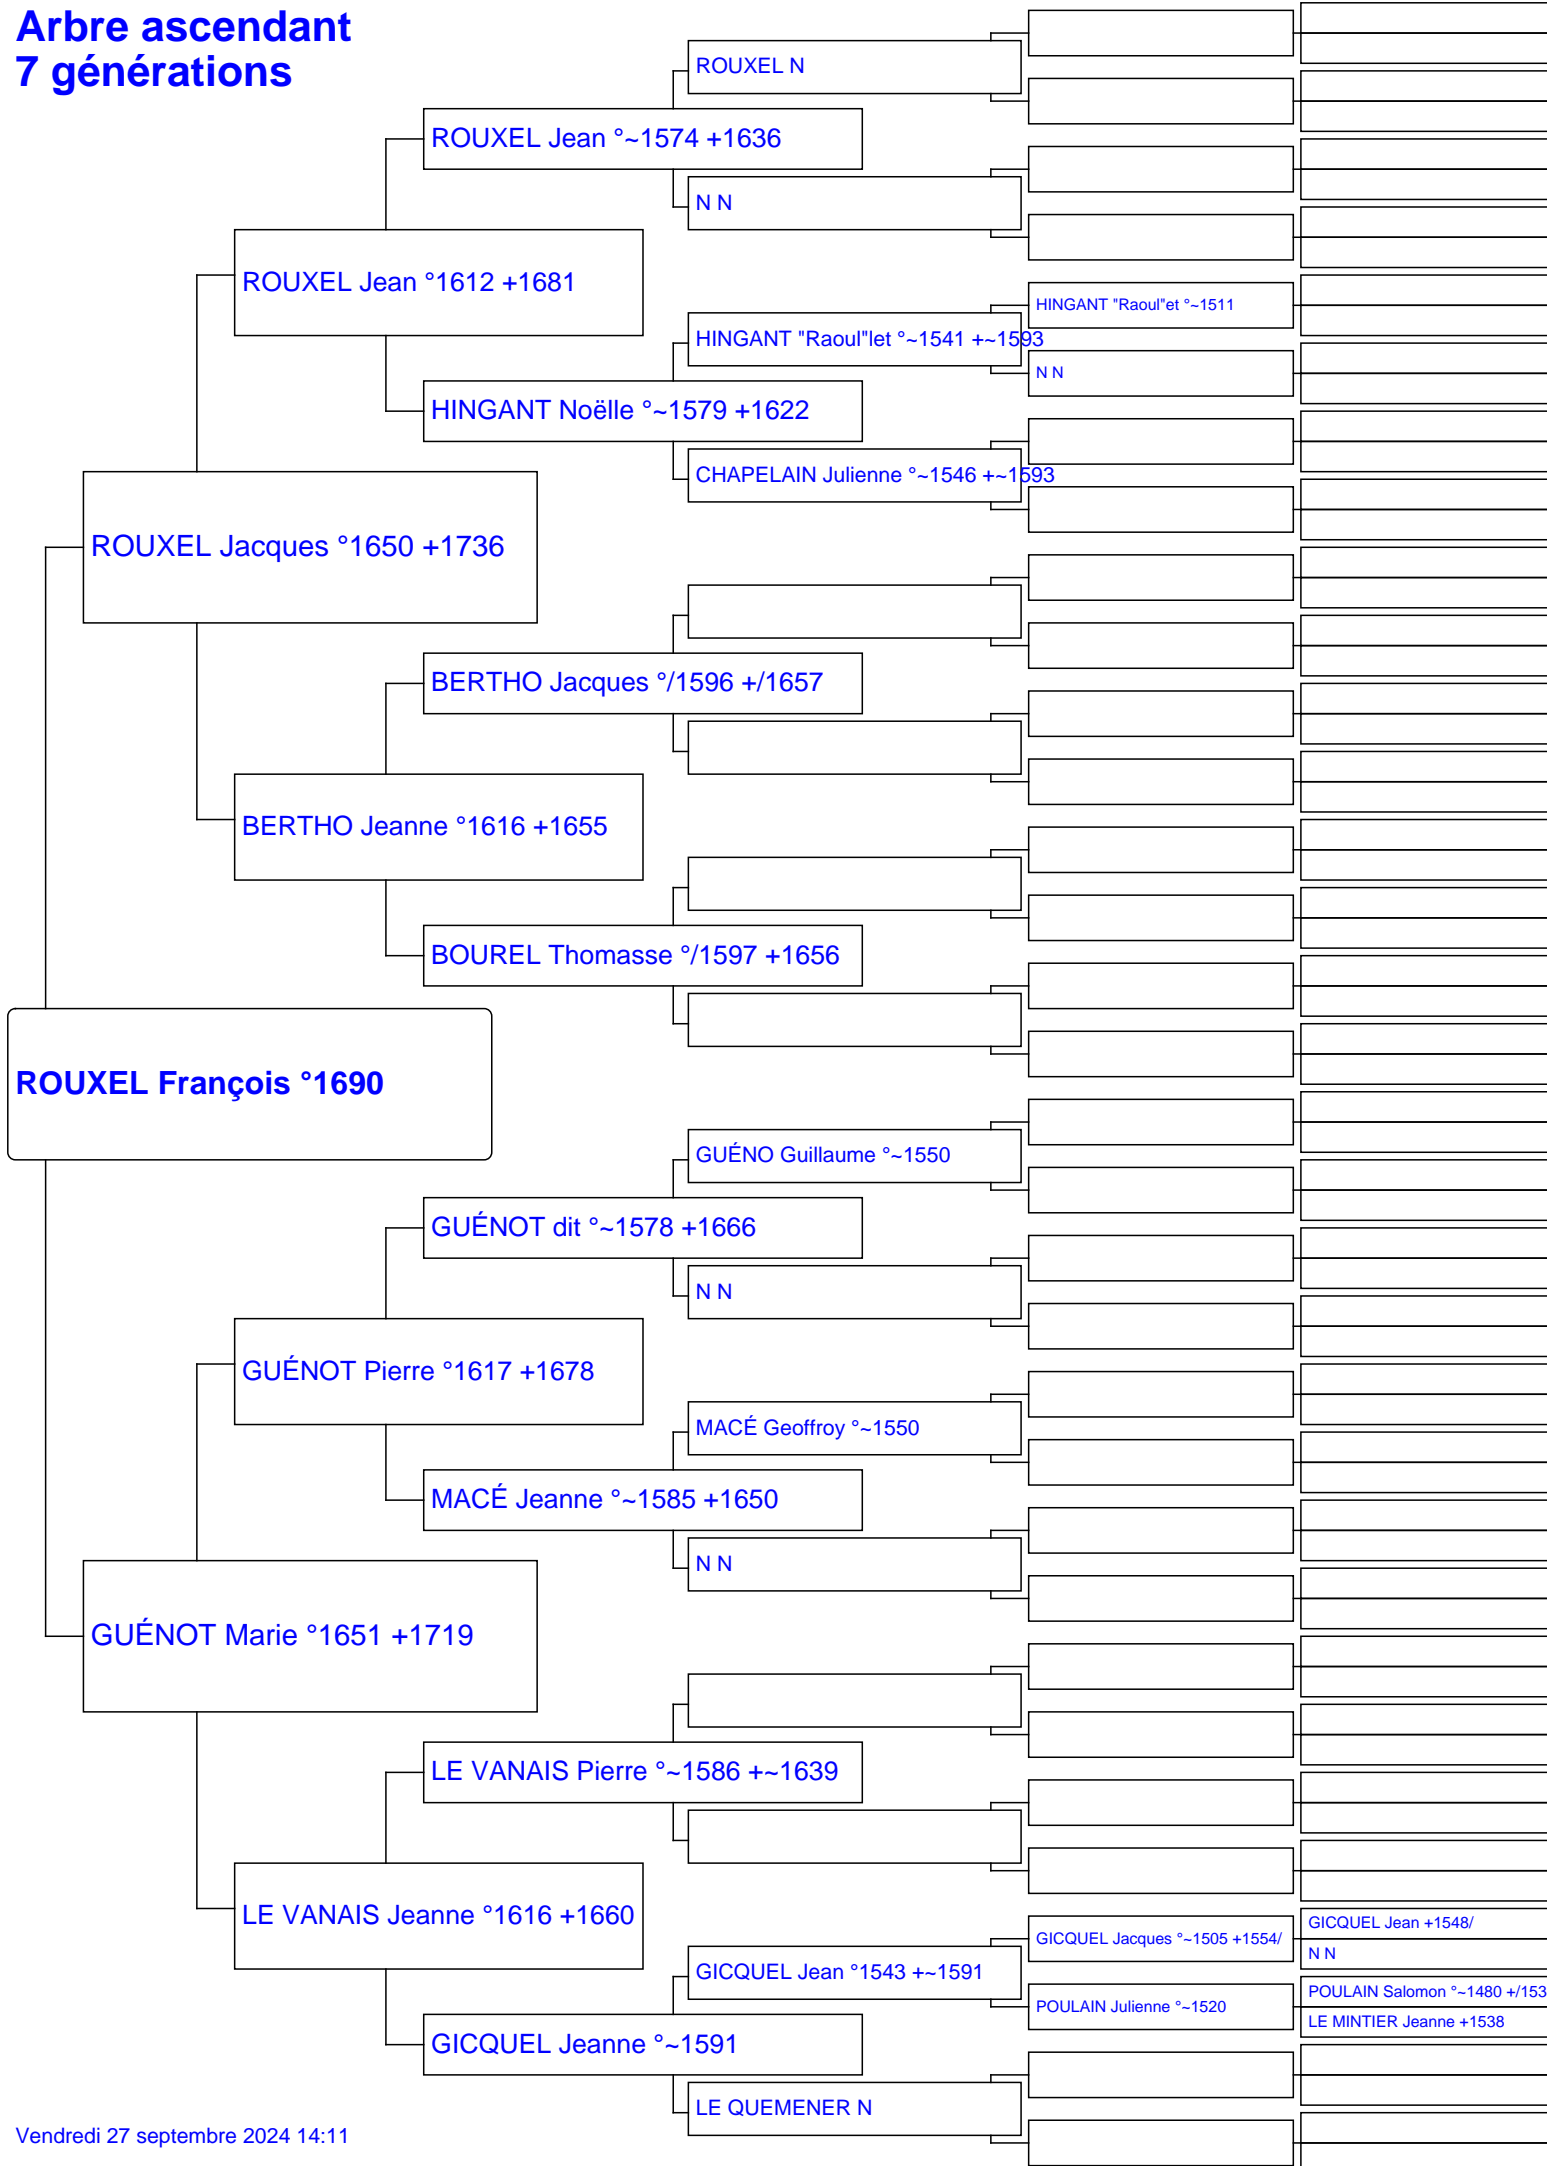 Arbre ascendant
7 générations
ROUXEL N
ROUXEL Jean °~1574 +1636
N N
ROUXEL Jean °1612 +1681
HINGANT "Raoul"et °~1511
HINGANT "Raoul"let °~1541 +~1593
N N
HINGANT Noëlle °~1579 +1622
CHAPELAIN Julienne °~1546 +~1593
ROUXEL Jacques °1650 +1736
BERTHO Jacques °/1596 +/1657
BERTHO Jeanne °1616 +1655
BOUREL Thomasse °/1597 +1656
ROUXEL François °1690
GUÉNO Guillaume °~1550
GUÉNOT dit °~1578 +1666
N N
GUÉNOT Pierre °1617 +1678
MACÉ Geoffroy °~1550
MACÉ Jeanne °~1585 +1650
N N
GUÉNOT Marie °1651 +1719
LE VANAIS Pierre °~1586 +~1639
LE VANAIS Jeanne °1616 +1660
GICQUEL Jean +1548/
GICQUEL Jacques °~1505 +1554/
N N
GICQUEL Jean °1543 +~1591
POULAIN Salomon °~1480 +/153
POULAIN Julienne °~1520
LE MINTIER Jeanne +1538
GICQUEL Jeanne °~1591
LE QUEMENER N
Vendredi 27 septembre 2024 14:11